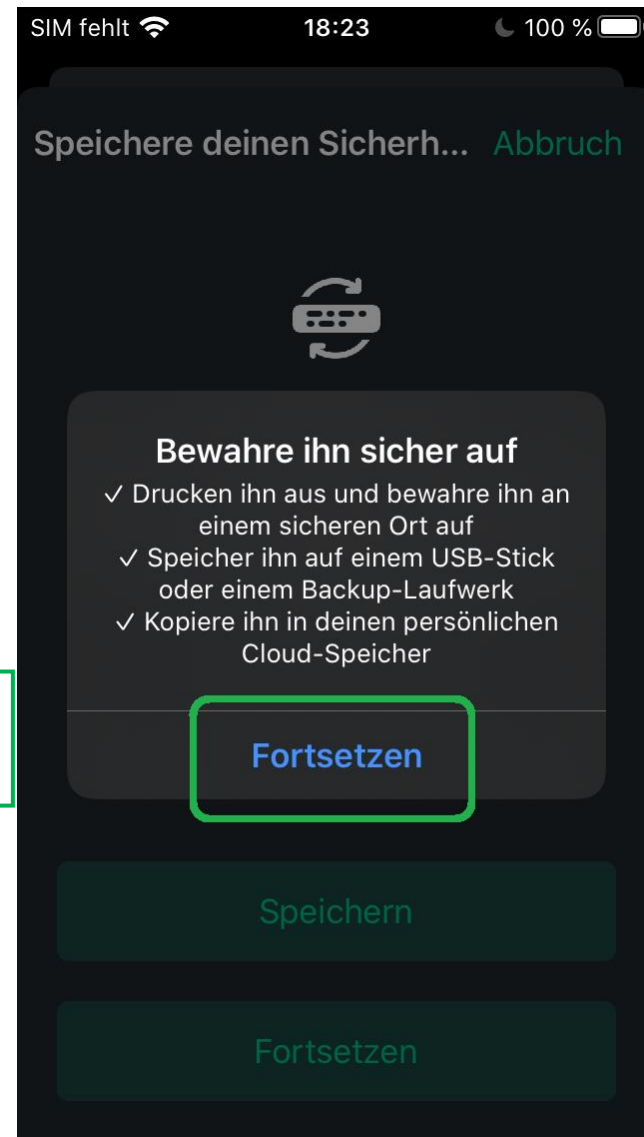 SIM fehlt 18:23 100 %
Speichere deinen Sicherh... Abbruch
Bewahre ihn sicher auf
✓ Drucken ihn aus und bewahre ihn an
einem sicheren Ort auf
✓ Speicher ihn auf einem USB-Stick
oder einem Backup-Laufwerk
✓ Kopiere ihn in deinen persönlichen
Cloud-Speicher
Fortsetzen
Speichern
Fortsetzen